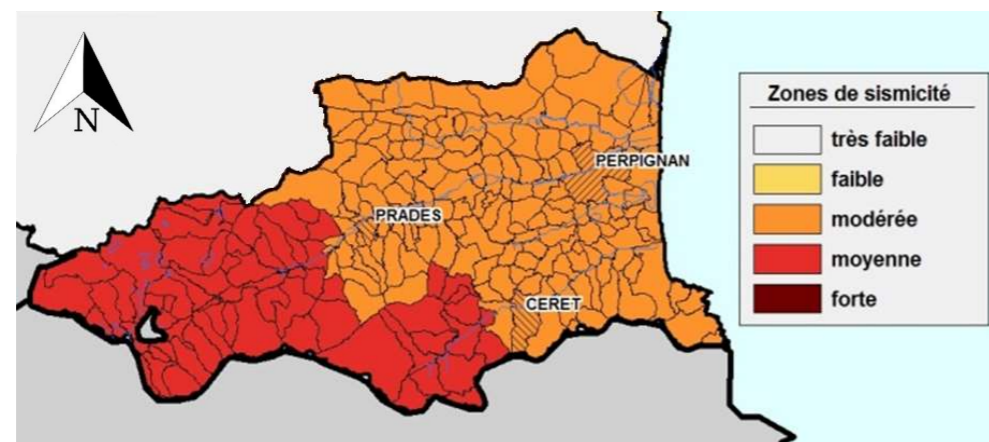 N
PERPIGNAN
PRADES
CERET
Zones de sismicité
très faible
faible
modérée
moyenne
forte